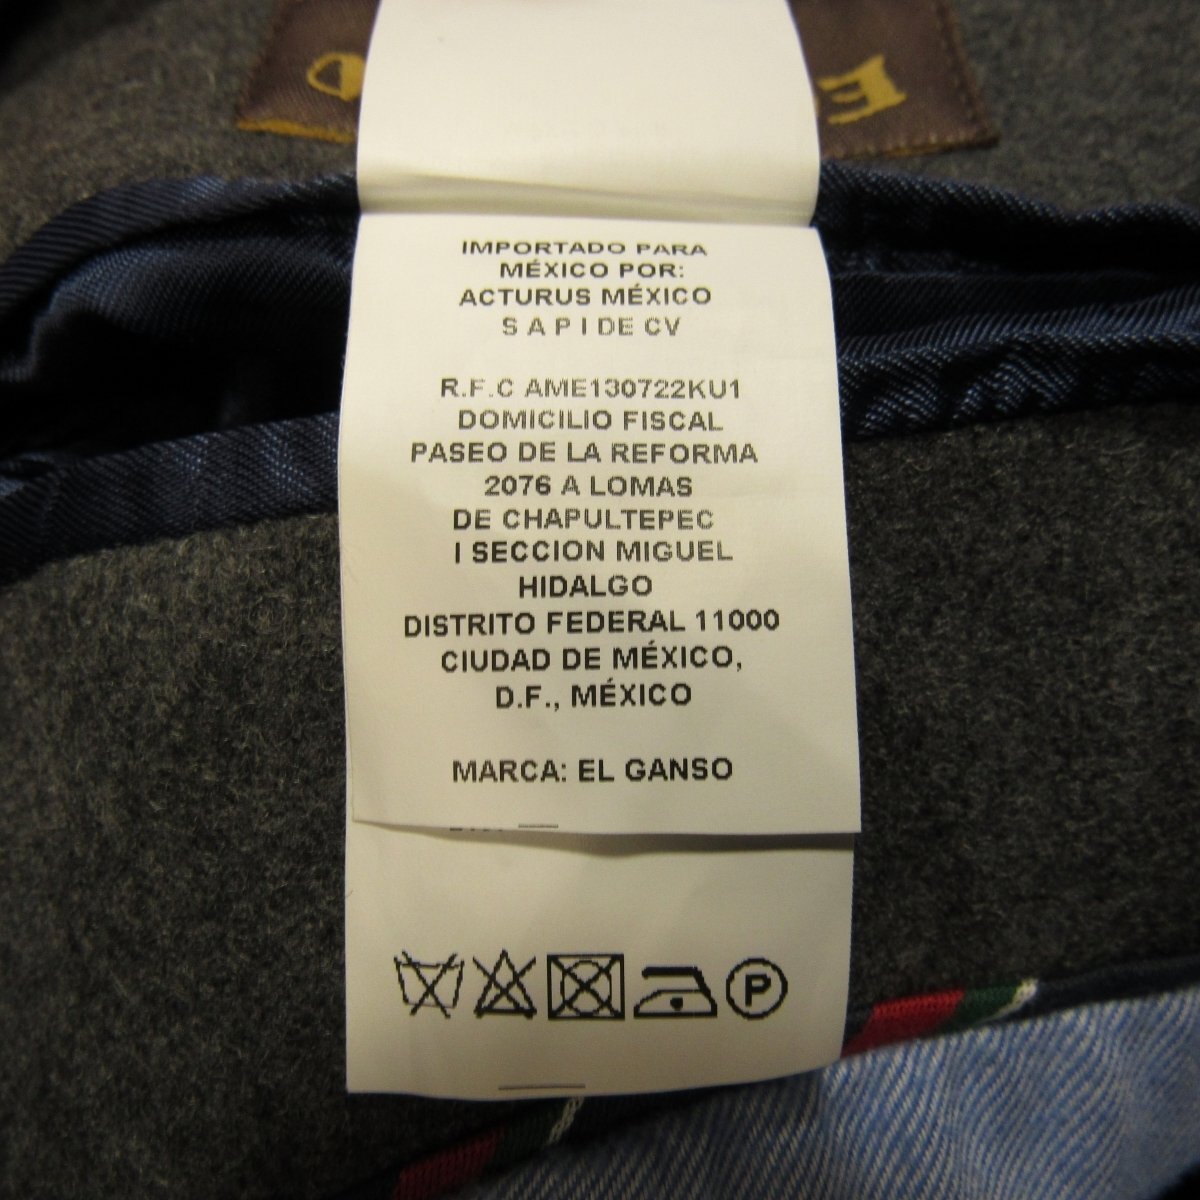 IMPORTADO PARA
MÉXICO POR:
ACTURUS MÉXICO
S A P I DE CV
R.F.C AME130722KU1
DOMICILIO FISCAL
PASEO DE LA REFORMA
2076 A LOMAS
DE CHAPULTEPEC
I SECCION MIGUEL
HIDALGO
DISTRITO FEDERAL 11000
CIUDAD DE MÉXICO,
D.F., MÉXICO
MARCA: EL GANSO
P